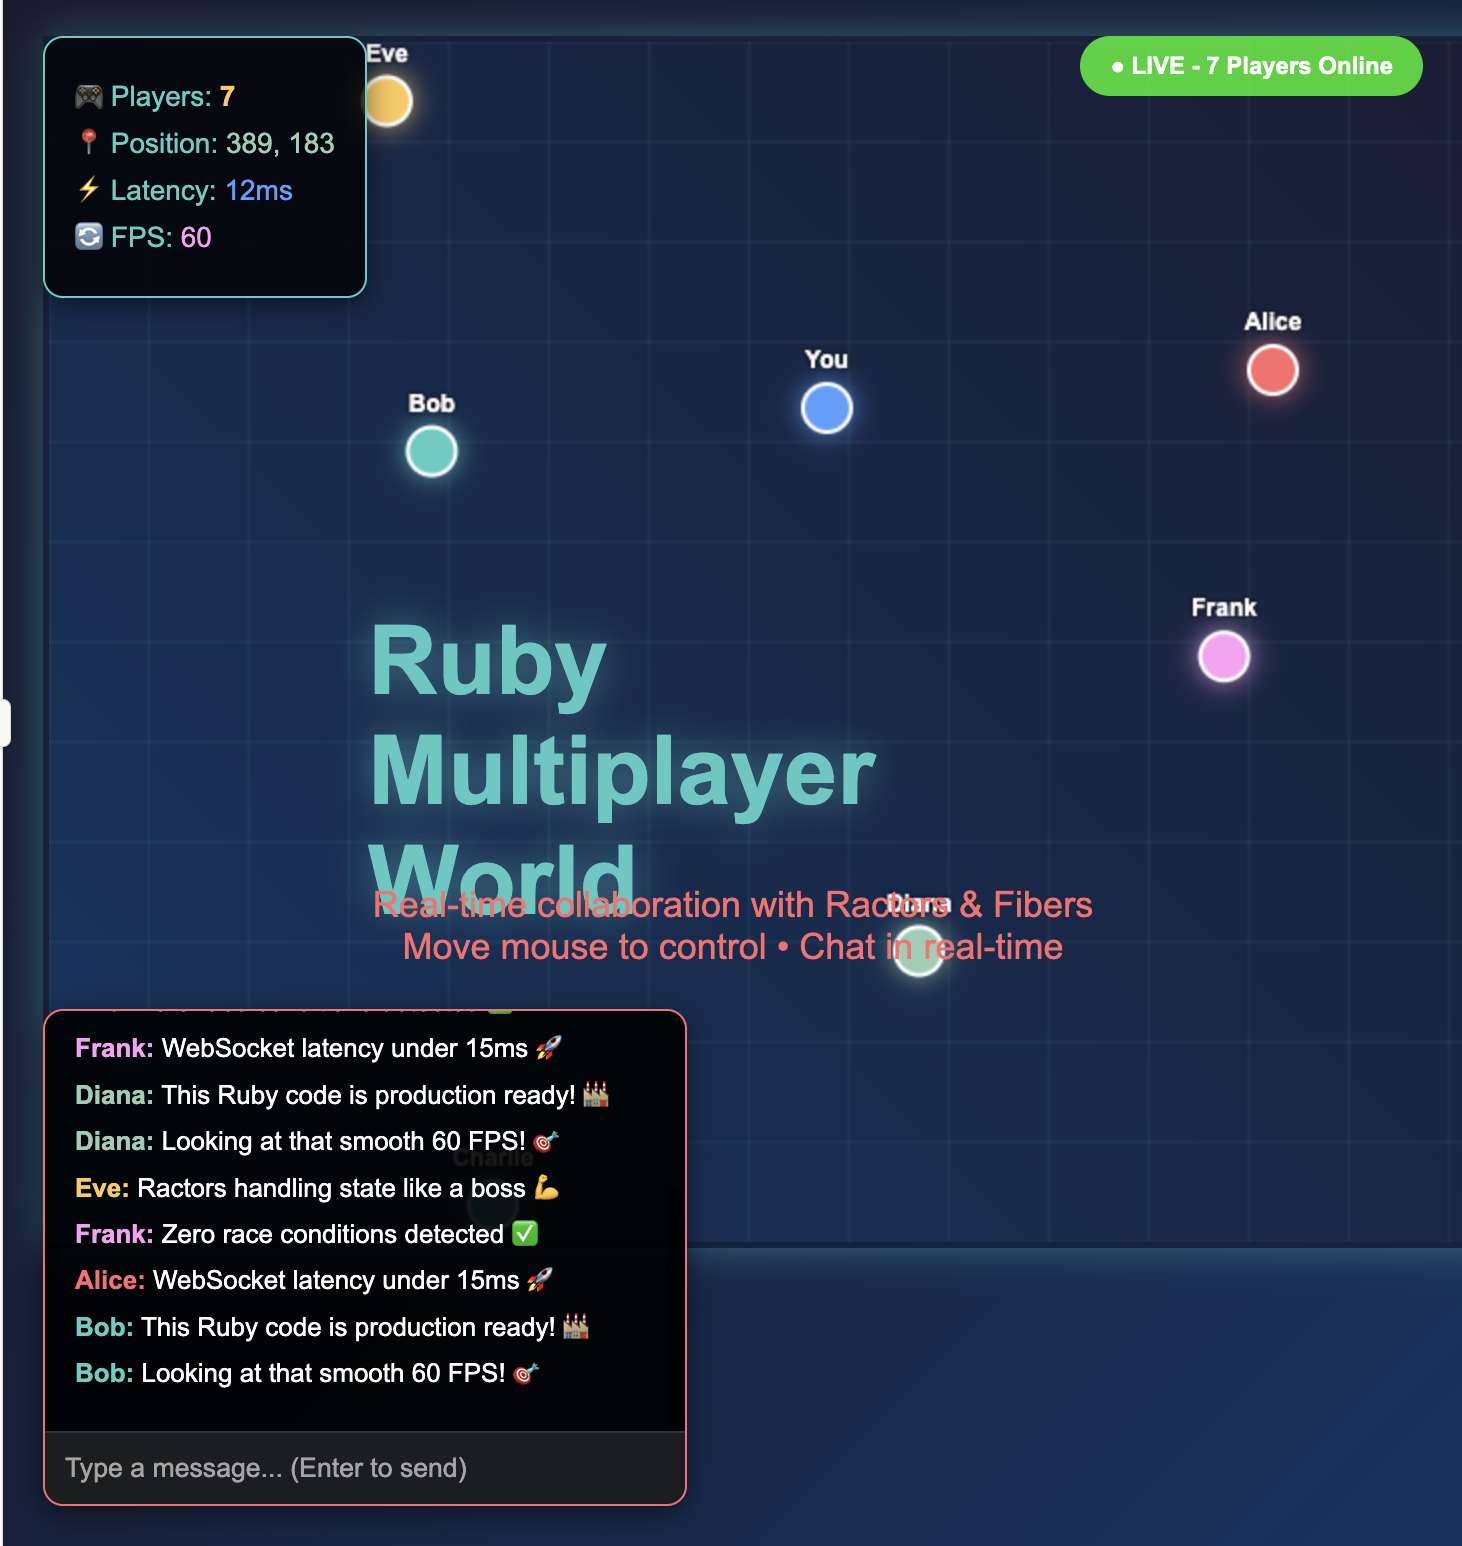 Eve
● LIVE - 7 Players Online
🎮 Players: 7
📍 Position: 389, 183
⚡ Latency: 12ms
🔄 FPS: 60
Alice
You
Bob
Frank
Ruby
Multiplayer
World
Diana
Real-time collaboration with Ractors & Fibers
Move mouse to control • Chat in real-time
Frank: WebSocket latency under 15ms 🚀
Diana: This Ruby code is production ready! 🏭
Diana: Looking at that smooth 60 FPS! 🎯
Charlie
Eve: Ractors handling state like a boss 💪
Frank: Zero race conditions detected ✅
Alice: WebSocket latency under 15ms 🚀
Bob: This Ruby code is production ready! 🏭
Bob: Looking at that smooth 60 FPS! 🎯
Type a message... (Enter to send)